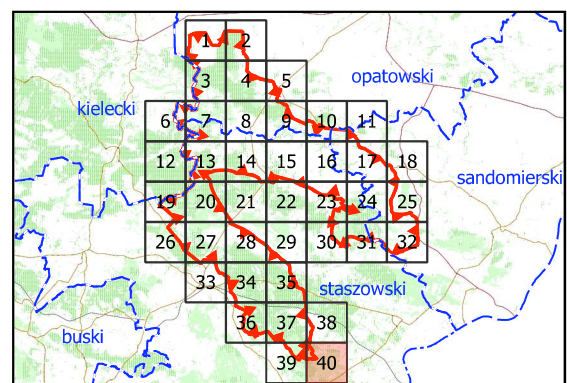 1 2
3 4 5
opatowski
kielecki
6 7 8 9 10 11
12 13 14 15 16 17 18
sandomierski
19 20 21 22 23 24 25
26 27 28 29 30 31 32
33 34 35
staszowski
buski
36 37 38
39 40